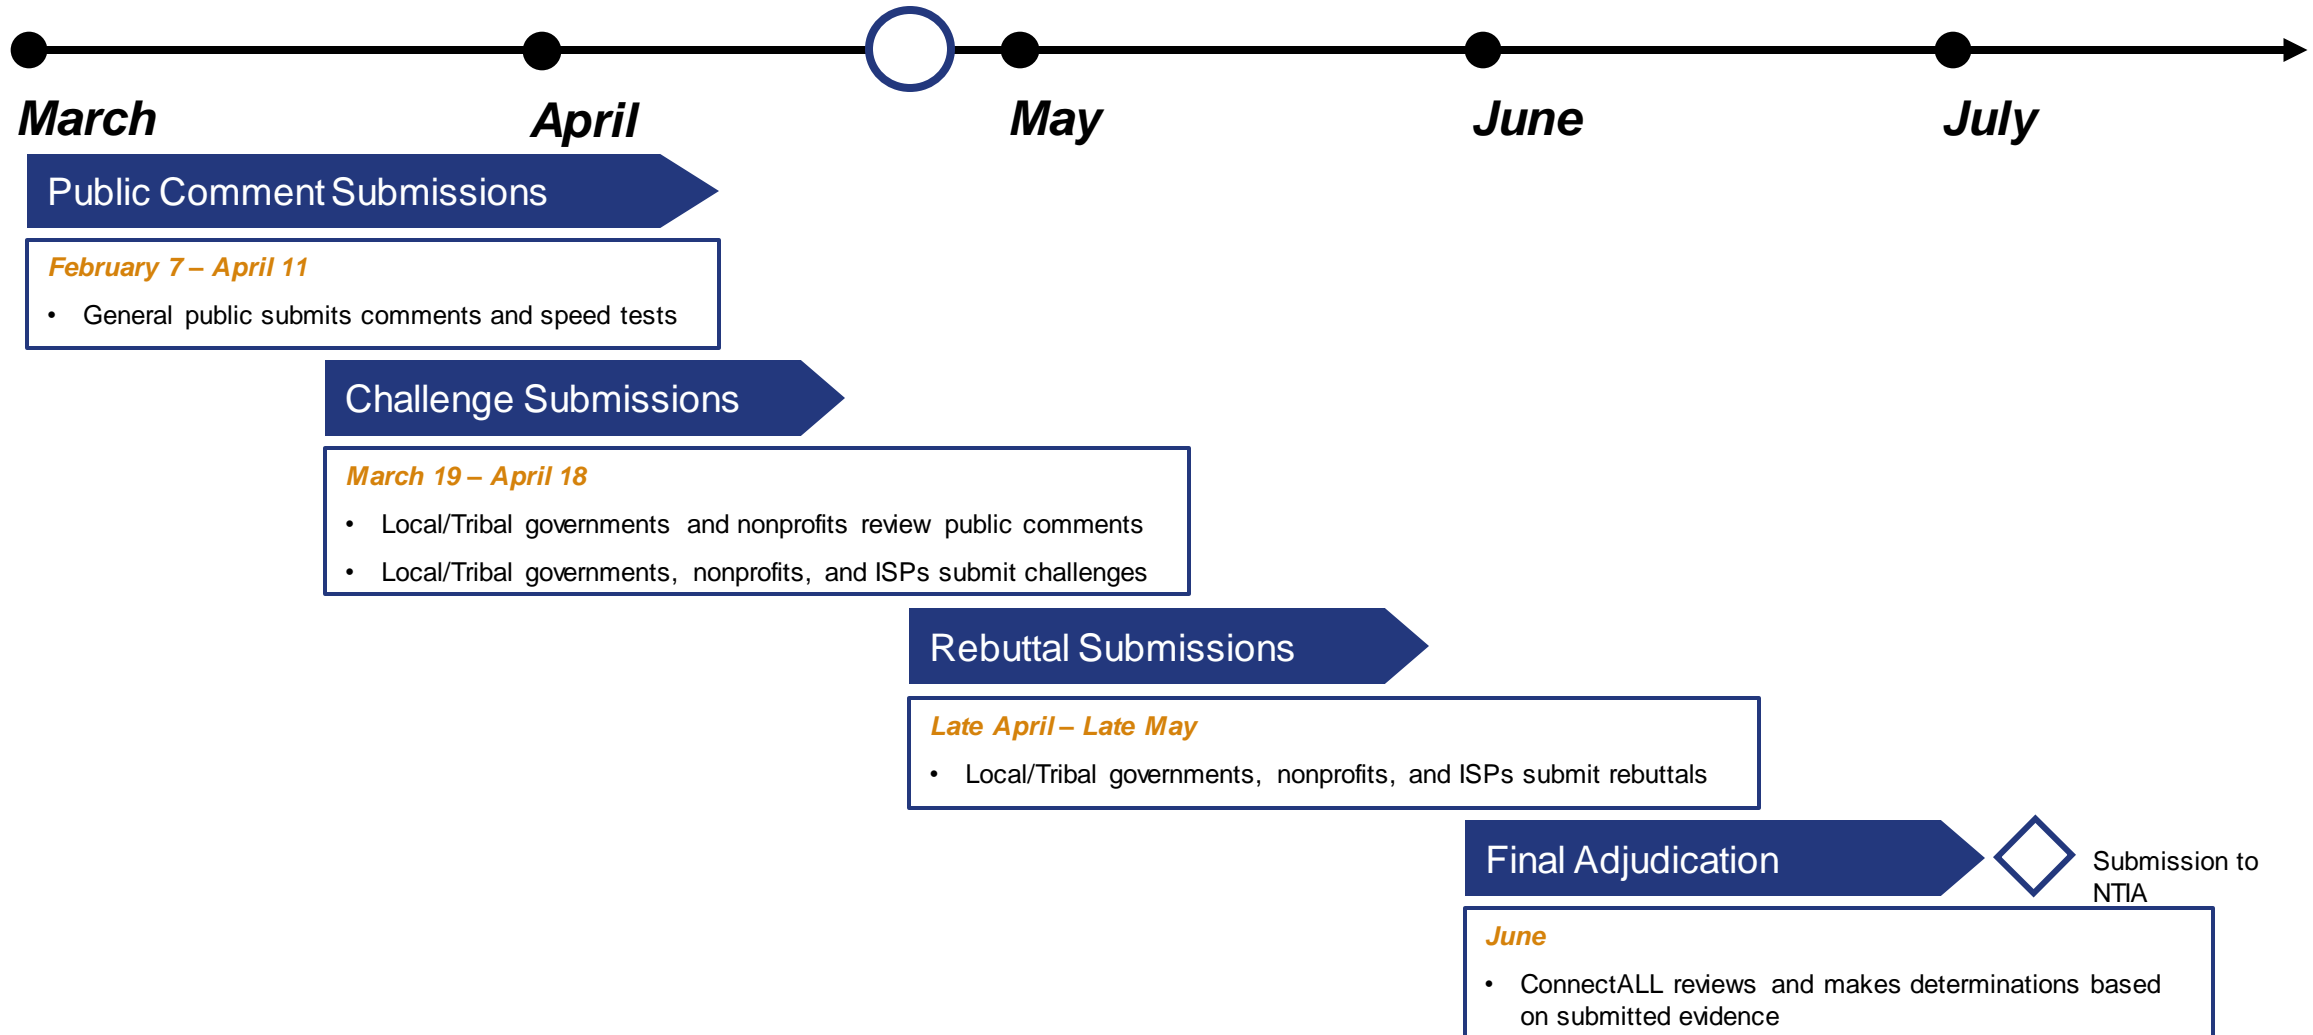 March
April
May
June
July
Public Comment Submissions
February 7 – April 11
• General public submits comments and speed tests
Challenge Submissions
March 19 – April 18
• Local/Tribal governments and nonprofits review public comments
• Local/Tribal governments, nonprofits, and ISPs submit challenges
Rebuttal Submissions
Late April – Late May
• Local/Tribal governments, nonprofits, and ISPs submit rebuttals
Final Adjudication
Submission to
NTIA
June
• ConnectALL reviews and makes determinations based
on submitted evidence